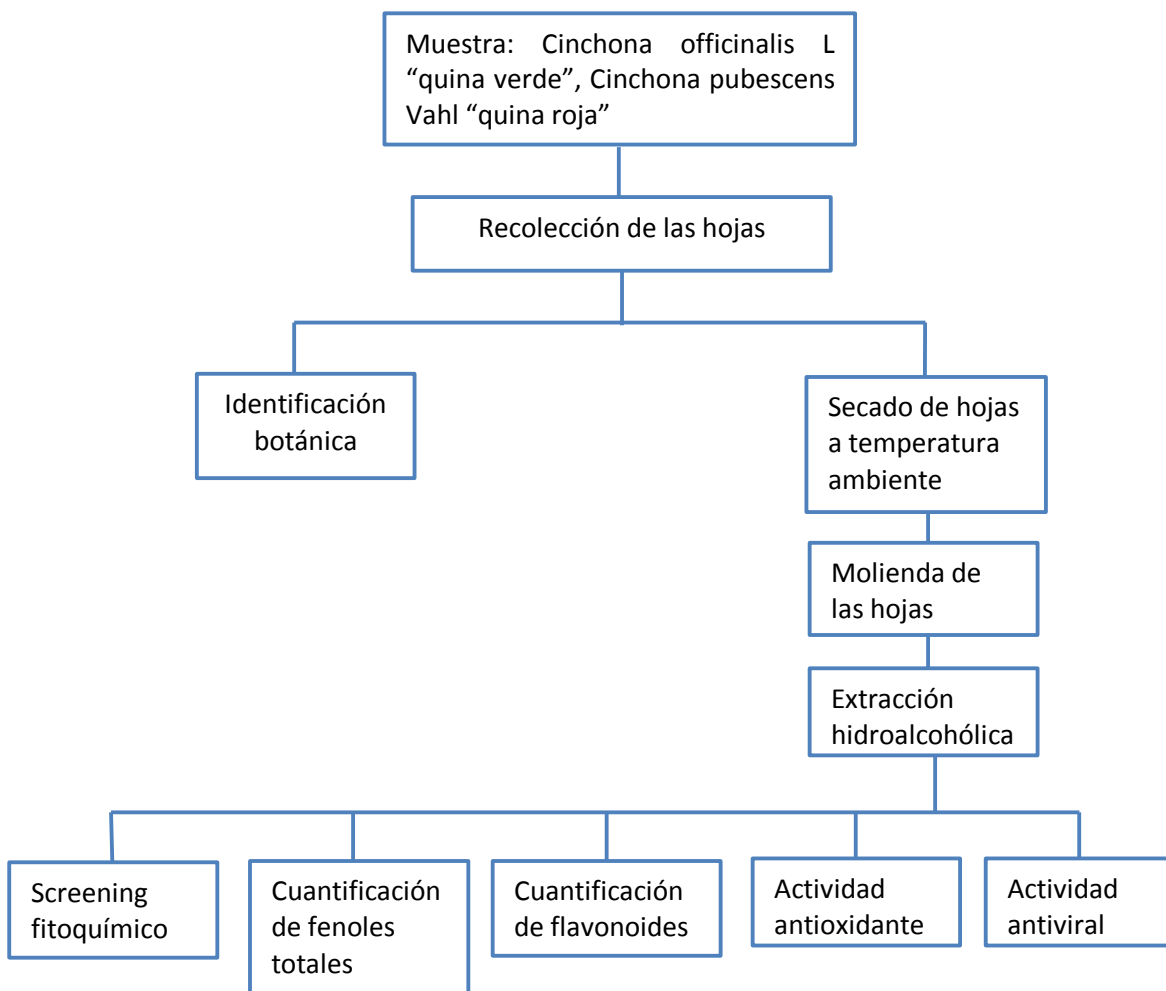 Muestra: Cinchona officinalis L
“quina verde”, Cinchona pubescens
Vahl “quina roja”
Recolección de las hojas
Identificación
botánica
Secado de hojas
a temperatura
ambiente
Molienda de
las hojas
Extracción
hidroalcohólica
Screening
fitoquímico
Cuantificación
de fenoles
totales
Cuantificación
de flavonoides
Actividad
antioxidante
Actividad
antiviral